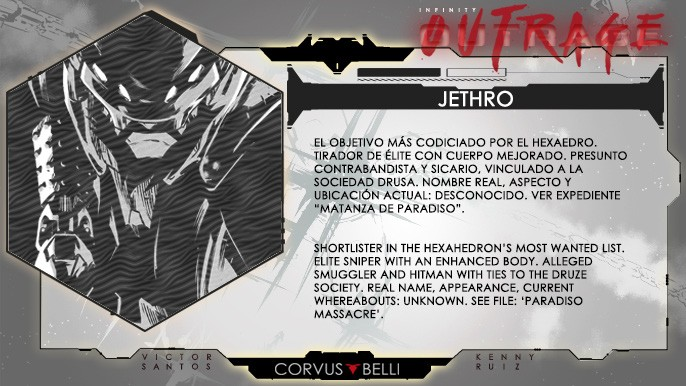 INFINITY
OUTRAGE
JETHRO
EL OBJETIVO MÁS CODICIADO POR EL HEXAEDRO.
TIRADOR DE ÉLITE CON CUERPO MEJORADO. PRESUNTO
CONTRABANDISTA Y SICARIO, VINCULADO A LA
SOCIEDAD DRUSA. NOMBRE REAL, ASPECTO Y
UBICACIÓN ACTUAL: DESCONOCIDO. VER EXPEDIENTE
“MATANZA DE PARADISO”.
SHORTLISTER IN THE HEXAHEDRON’S MOST WANTED LIST.
ELITE SNIPER WITH AN ENHANCED BODY. ALLEGED
SMUGGLER AND HITMAN WITH TIES TO THE DRUZE
SOCIETY. REAL NAME, APPEARANCE, CURRENT
WHEREABOUTS: UNKNOWN. SEE FILE: ‘PARADISO
MASSACRE’.
VICTOR
SANTOS
CORVUS BELLI
KENNY
RUIZ